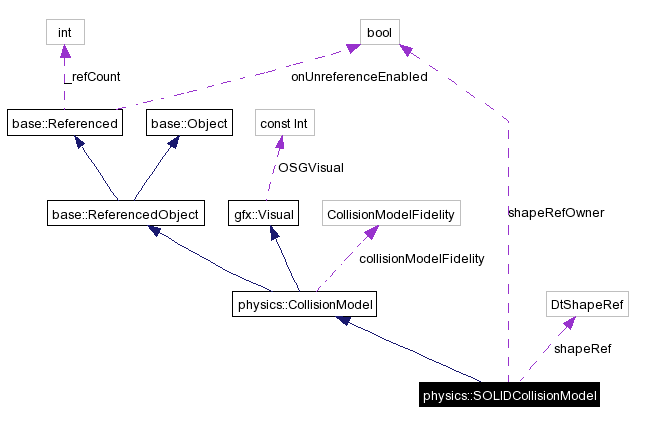 int
bool
_refCount
onUnreferenceEnabled
base::Referenced
base::Object
const Int
OSGVisual
base::ReferencedObject
gfx::Visual
CollisionModelFidelity
shapeRefOwner
collisionModelFidelity
physics::CollisionModel
DtShapeRef
shapeRef
physics::SOLIDCollisionModel